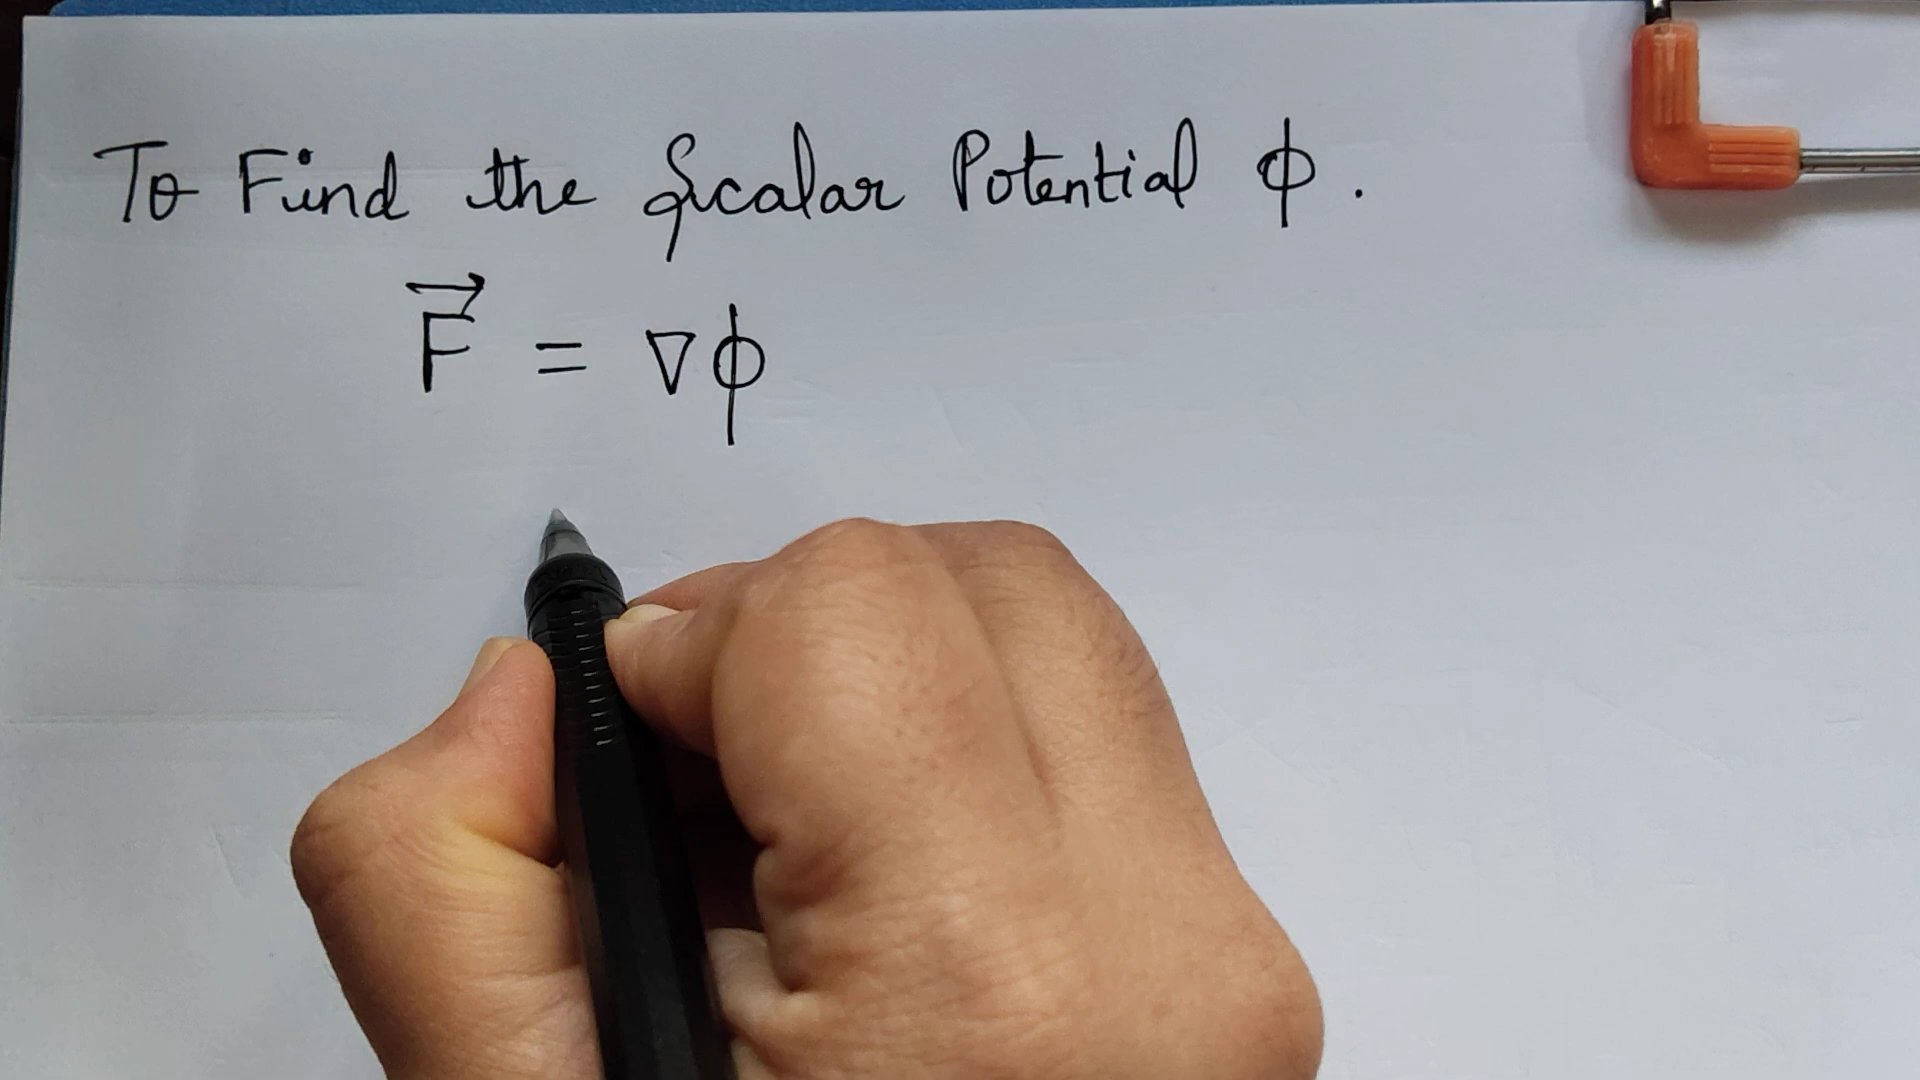 To Find the Scalar Potential ϕ.
F⃗ = ∇ϕ